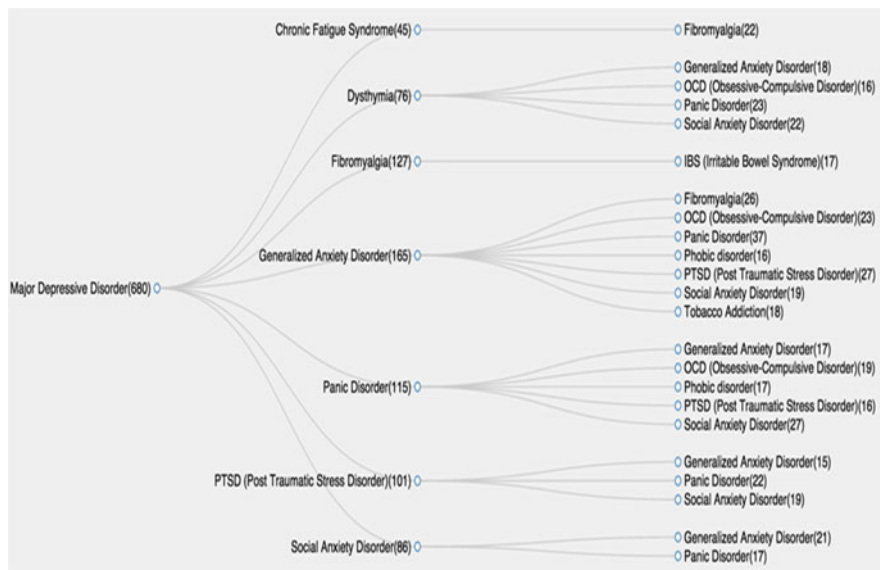 Chronic Fatigue Syndrome(45)
Fibromyalgia(22)
Generalized Anxiety Disorder(18)
Dysthymia(76)
OCD (Obsessive-Compulsive Disorder)(16)
Panic Disorder(23)
Social Anxiety Disorder(22)
Fibromyalgia(127)
IBS (Irritable Bowel Syndrome)(17)
Fibromyalgia(26)
OCD (Obsessive-Compulsive Disorder)(23)
Panic Disorder(37)
Generalized Anxiety Disorder(165)
Phobic disorder(16)
PTSD (Post Traumatic Stress Disorder)(27)
Major Depressive Disorder(680)
Social Anxiety Disorder(19)
Tobacco Addiction(18)
Generalized Anxiety Disorder(17)
OCD (Obsessive-Compulsive Disorder)(19)
Panic Disorder(115)
Phobic disorder(17)
PTSD (Post Traumatic Stress Disorder)(16)
Social Anxiety Disorder(27)
Generalized Anxiety Disorder(15)
PTSD (Post Traumatic Stress Disorder)(101)
Panic Disorder(22)
Social Anxiety Disorder(19)
Generalized Anxiety Disorder(21)
Social Anxiety Disorder(86)
Panic Disorder(17)